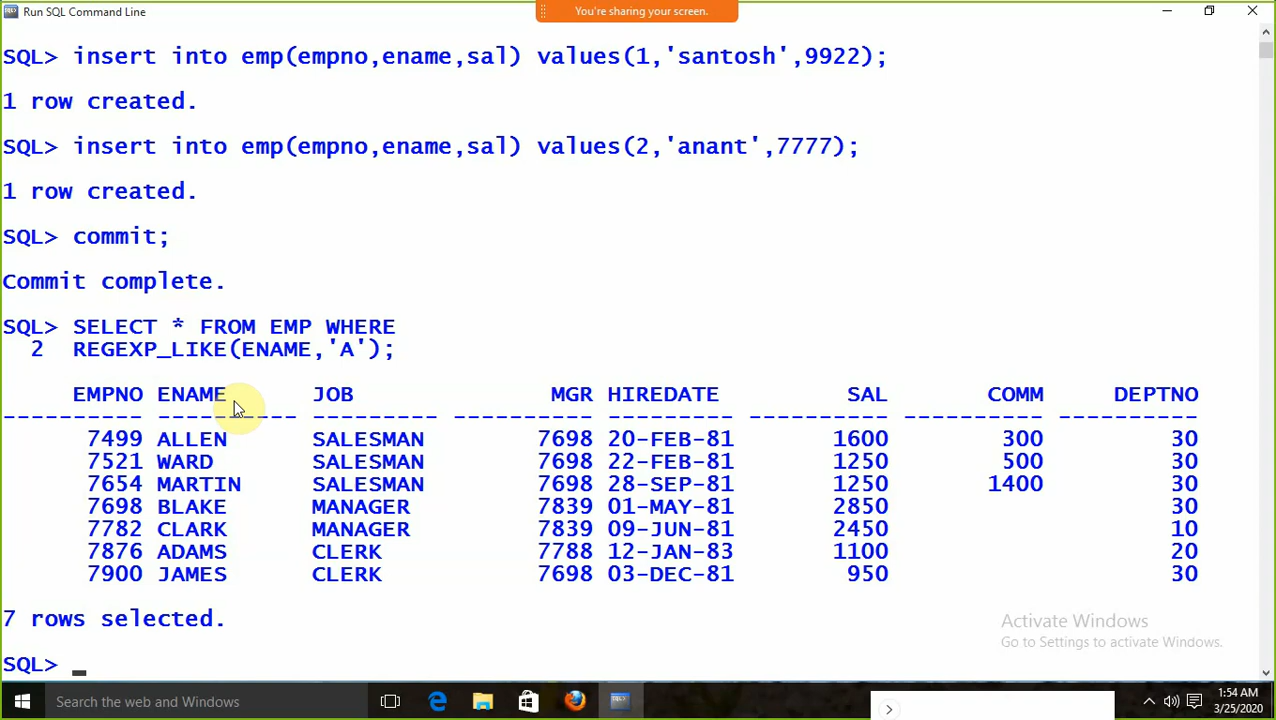 Run SQL Command Line
You're sharing your screen.
SQL> insert into emp(empno,ename,sal) values(1,'santosh',9922);
1 row created.
SQL> insert into emp(empno,ename,sal) values(2,'anant',7777);
1 row created.
SQL> commit;
Commit complete.
SQL> SELECT * FROM EMP WHERE
2 REGEXP_LIKE(ENAME,'A');
EMPNO ENAME JOB MGR HIREDATE SAL COMM DEPTNO
---------- ---------- --------- ---------- --------- ---------- ---------- ----------
7499 ALLEN SALESMAN 7698 20-FEB-81 1600 300 30
7521 WARD SALESMAN 7698 22-FEB-81 1250 500 30
7654 MARTIN SALESMAN 7698 28-SEP-81 1250 1400 30
7698 BLAKE MANAGER 7839 01-MAY-81 2850 30
7782 CLARK MANAGER 7839 09-JUN-81 2450 10
7876 ADAMS CLERK 7788 12-JAN-83 1100 20
7900 JAMES CLERK 7698 03-DEC-81 950 30
7 rows selected.
Activate Windows
Go to Settings to activate Windows.
SQL>
Search the web and Windows
1:54 AM
3/25/2020